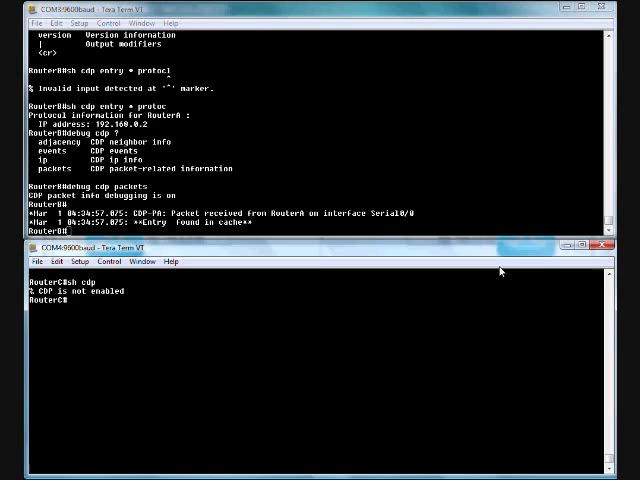 COM3:9600baud - Tera Term VT
File Edit Setup Control Window Help
version Version information
| Output modifiers
<cr>
RouterB#sh cdp entry * protocl
^
% Invalid input detected at '^' marker.
RouterB#sh cdp entry * protoc
Protocol information for RouterA :
IP address: 192.168.0.2
RouterB#debug cdp ?
adjacency CDP neighbor info
events CDP events
ip CDP ip info
packets CDP packet-related information
RouterB#debug cdp packets
CDP packet info debugging is on
RouterB#
*Mar 1 04:34:57.075: CDP-PA: Packet received from RouterA on interface Serial0/0
*Mar 1 04:34:57.075: **Entry found in cache**
RouterB#
COM4:9600baud - Tera Term VT
File Edit Setup Control Window Help
RouterC#sh cdp
% CDP is not enabled
RouterC#